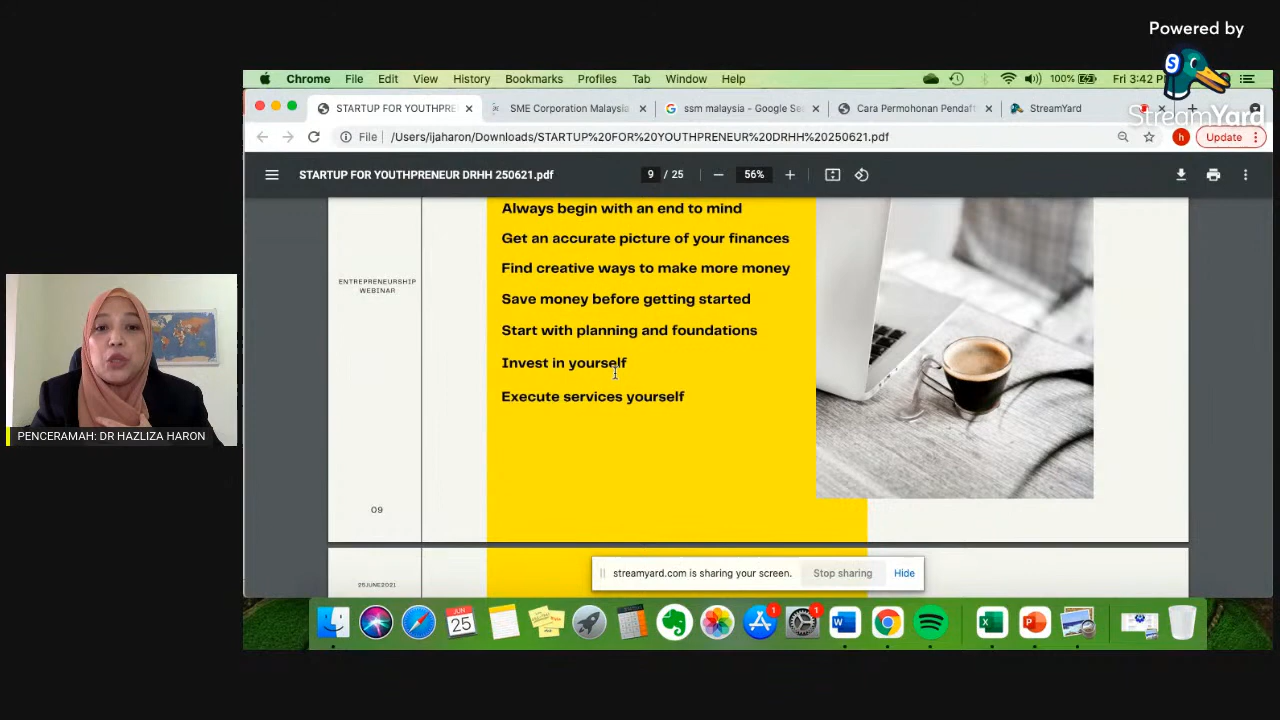 Powered by
StreamYard
Chrome File Edit View History Bookmarks Profiles Tab Window Help
100%
Fri 3:42 P
STARTUP FOR YOUTHPRE
SME Corporation Malaysia
ssm malaysia - Google Se
Cara Permohonan Pendaft
StreamYard
File
/Users/ijaharon/Downloads/STARTUP%20FOR%20YOUTHPRENEUR%20DRHH%20250621.pdf
h
Update
STARTUP FOR YOUTHPRENEUR DRHH 250621.pdf
9 / 25
56%
Always begin with an end to mind
Get an accurate picture of your finances
Find creative ways to make more money
Save money before getting started
Start with planning and foundations
Invest in yourself
Execute services yourself
ENTREPRENEURSHIP
WEBINAR
09
25JUNE2021
PENCERAMAH: DR HAZLIZA HARON
streamyard.com is sharing your screen.
Stop sharing
Hide
JUN
25
1
1
W
X
P